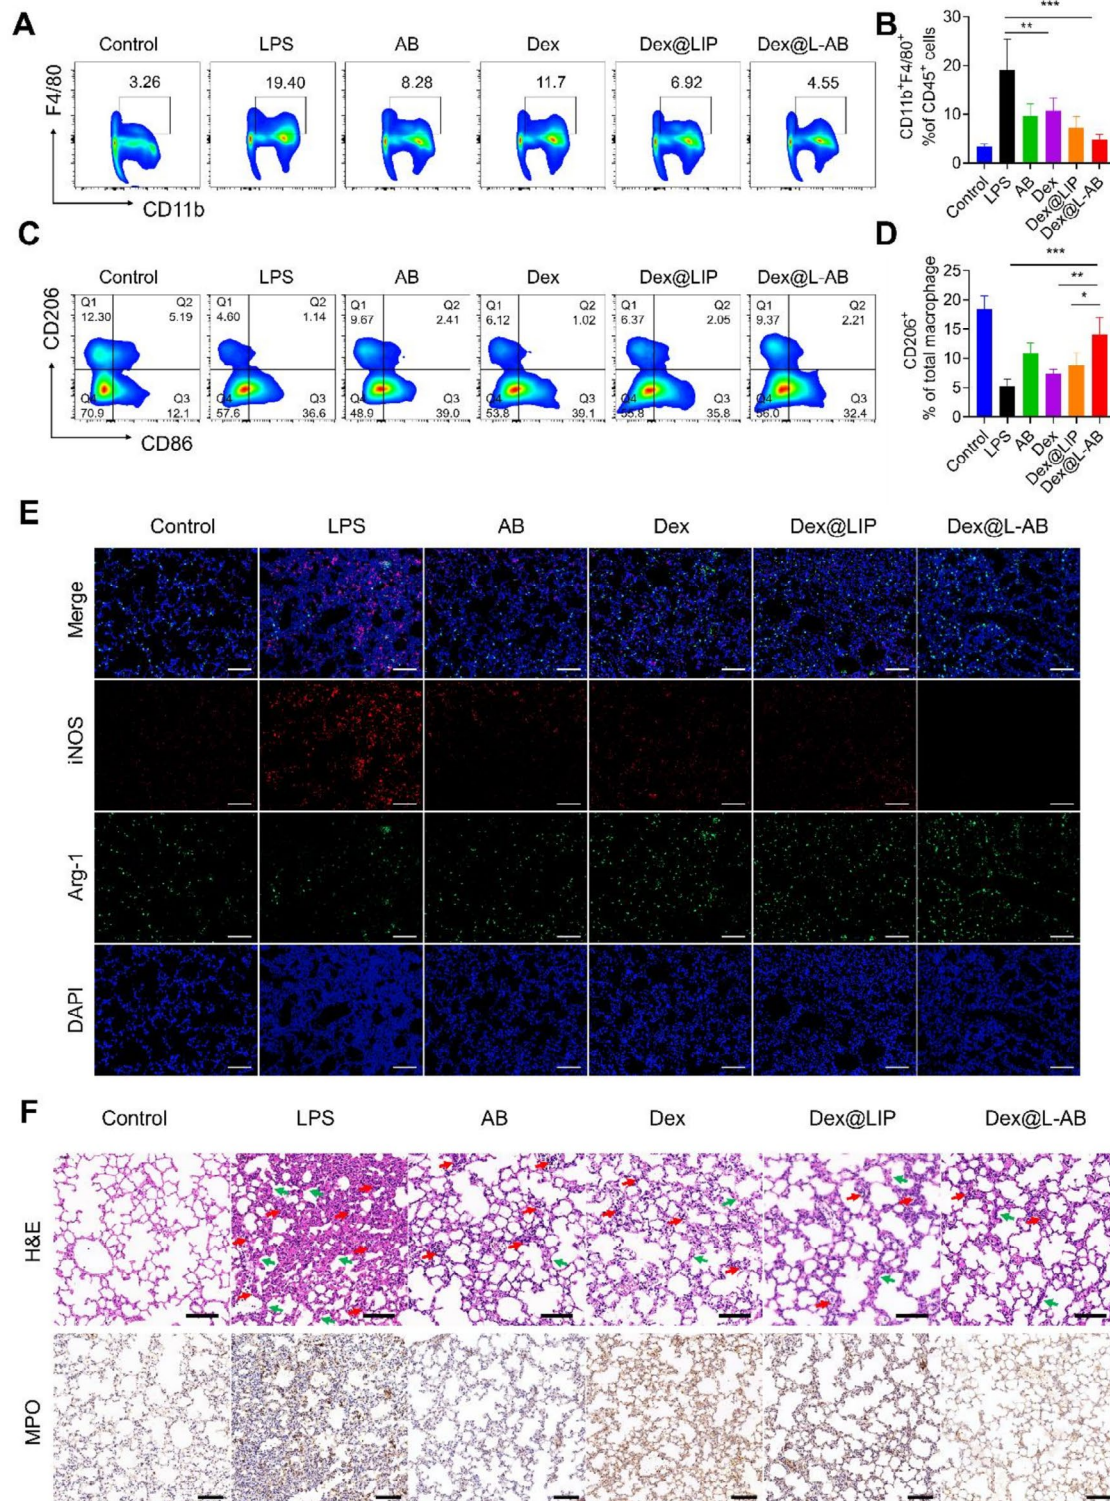 A
Control LPS AB Dex Dex@LIP Dex@L-AB
F4/80
3.26 19.40 8.28 11.7 6.92 4.55
CD11b
B
CD11b+F4/80+
%of CD45+ cells
***
**
30
20
10
0
Control LPS AB Dex Dex@LIP Dex@L-AB
C
Control LPS AB Dex Dex@LIP Dex@L-AB
CD206
Q1 Q2 Q1 Q2 Q1 Q2 Q1 Q2 Q1 Q2 Q1 Q2
12.30 5.19 4.60 1.14 9.67 2.41 6.12 1.02 6.37 2.05 9.37 2.21
Q4 Q3 Q4 Q3 Q4 Q3 Q4 Q3 Q4 Q3 Q4 Q3
70.9 12.1 57.6 36.6 48.9 39.0 53.8 39.1 55.8 35.8 56.0 32.4
CD86
D
CD206+
% of total macrophage
***
**
*
25
20
15
10
5
0
Control LPS AB Dex Dex@LIP Dex@L-AB
E
Control LPS AB Dex Dex@LIP Dex@L-AB
Merge
iNOS
Arg-1
DAPI
F
Control LPS AB Dex Dex@LIP Dex@L-AB
H&E
MPO